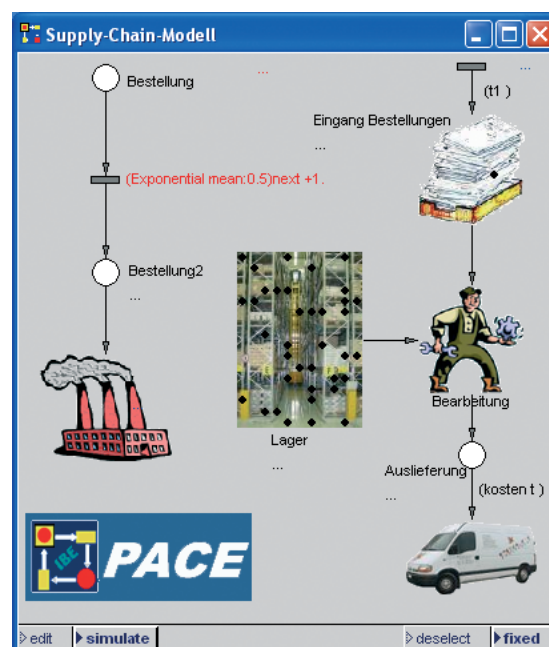 Supply-Chain-Modell
Bestellung
...
...
(t1 )
Eingang Bestellungen
...
(Exponential mean:0.5)next +1.
Bestellung2
...
Bearbeitung
Lager
...
Auslieferung
...
(kosten t )
IBE
PACE
edit
simulate
deselect
fixed